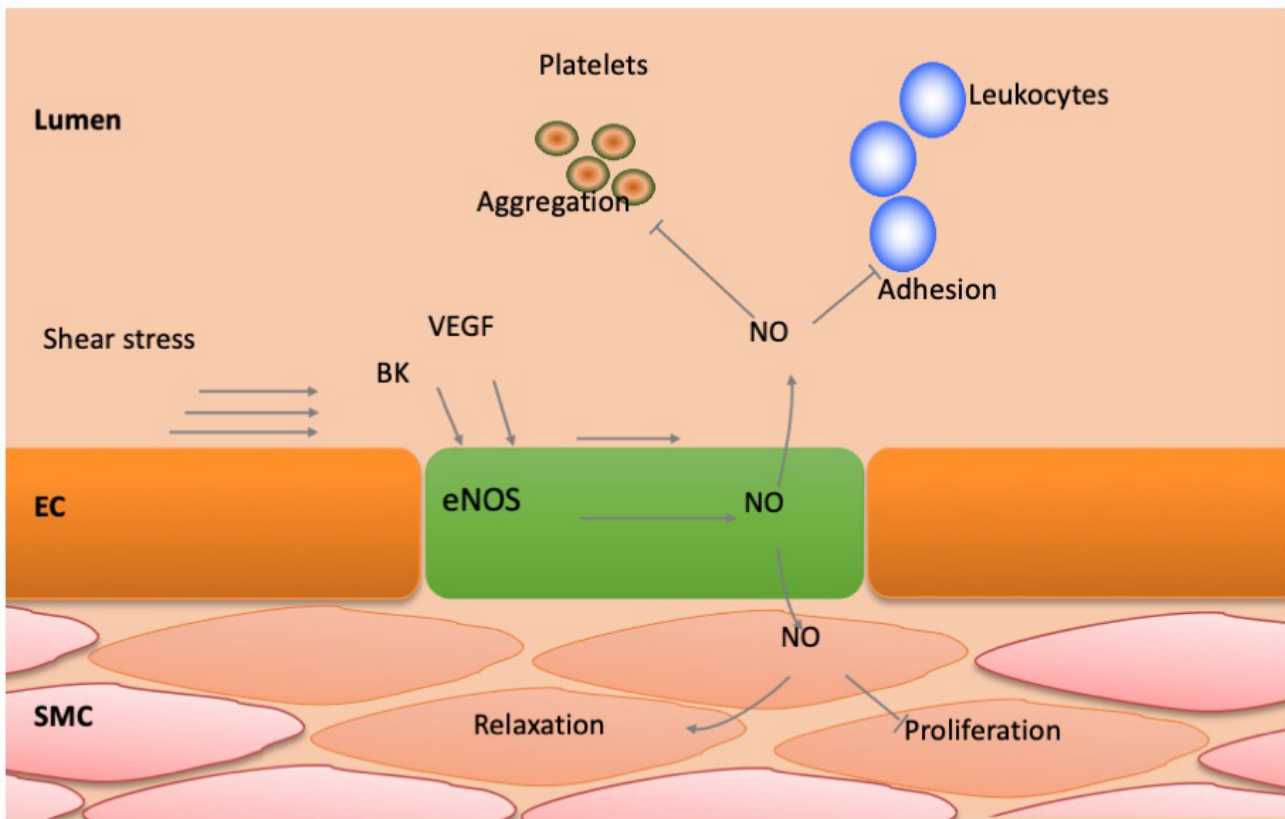 Platelets
Leukocytes
Lumen
Aggregation
Adhesion
VEGF
NO
Shear stress
BK
eNOS
NO
EC
NO
SMC
Relaxation
Proliferation